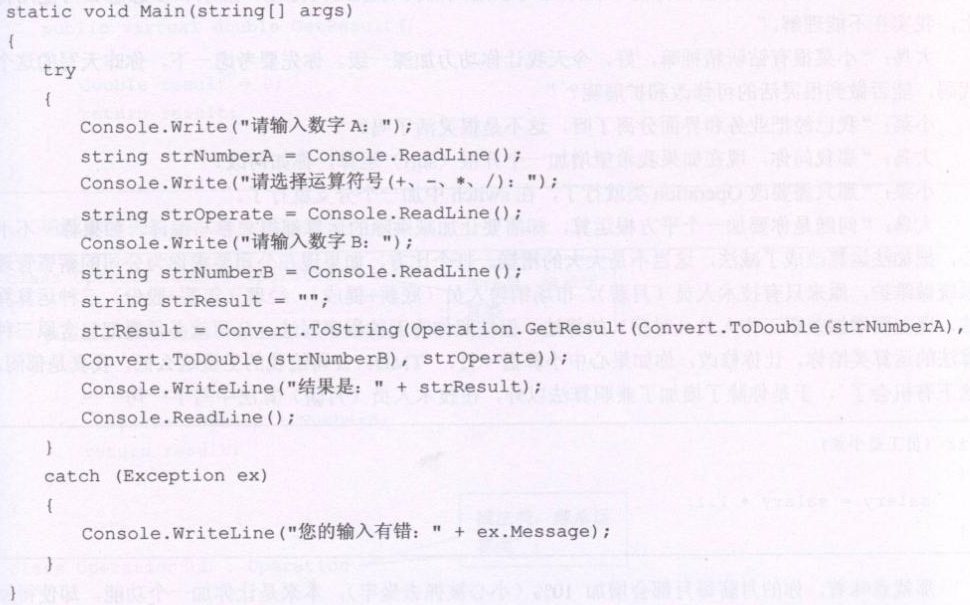 static void Main(string[] args)
{
try
{
Console.Write("请输入数字A: ");
string strNumberA = Console.ReadLine();
Console.Write("请选择运算符号(+、-、*、/): ");
string strOperate = Console.ReadLine();
Console.Write("请输入数字B: ");
string strNumberB = Console.ReadLine();
string strResult = "";
strResult = Convert.ToString(Operation.GetResult(Convert.ToDouble(strNumberA),
Convert.ToDouble(strNumberB), strOperate));
Console.WriteLine("结果是: " + strResult);
Console.ReadLine();
}
catch (Exception ex)
{
Console.WriteLine("您的输入有错: " + ex.Message);
}
}